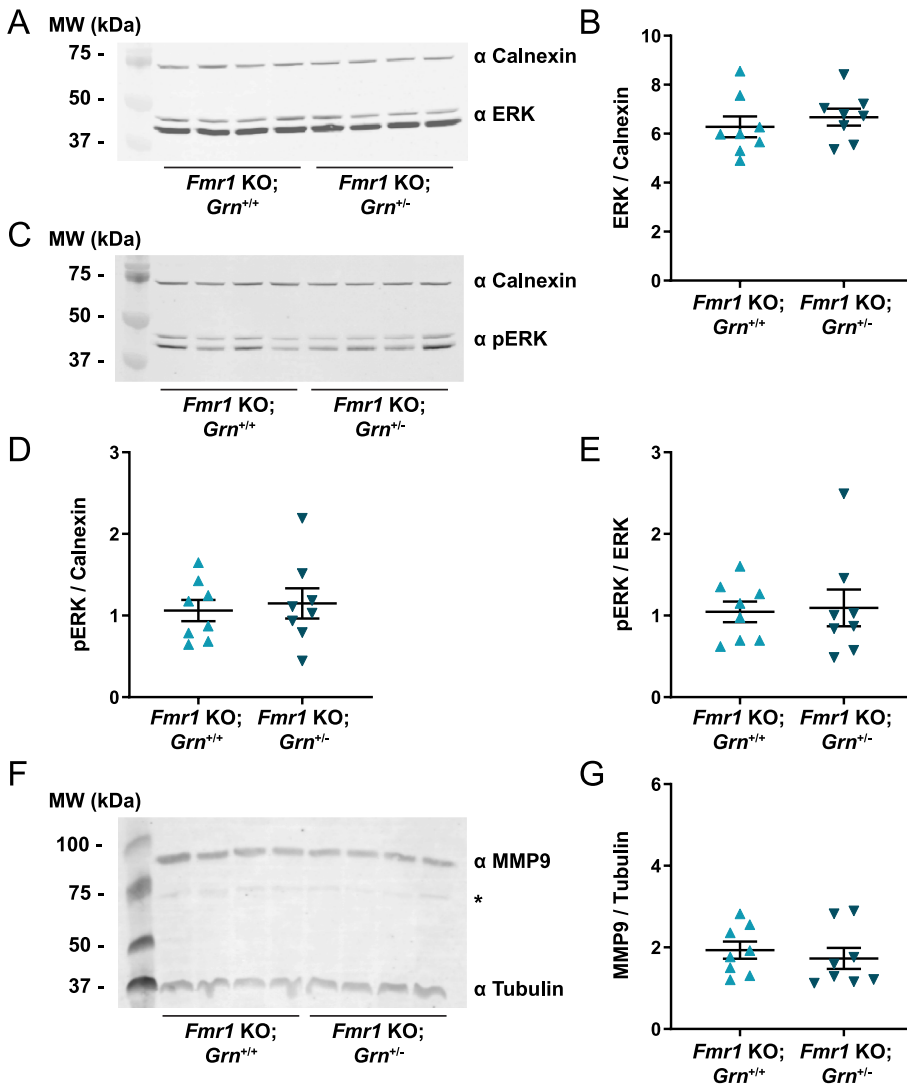 A
MW (kDa)
75 -
50 -
37 -
α Calnexin
α ERK
Fmr1 KO;
Grn+/+
Fmr1 KO;
Grn+/-
B
ERK / Calnexin
10
8
6
4
2
0
Fmr1 KO;
Grn+/+
Fmr1 KO;
Grn+/-
C
MW (kDa)
75 -
50 -
37 -
α Calnexin
α pERK
Fmr1 KO;
Grn+/+
Fmr1 KO;
Grn+/-
D
pERK / Calnexin
3
2
1
0
Fmr1 KO;
Grn+/+
Fmr1 KO;
Grn+/-
E
pERK / ERK
3
2
1
0
Fmr1 KO;
Grn+/+
Fmr1 KO;
Grn+/-
F
MW (kDa)
100 -
75 -
50 -
37 -
α MMP9
*
α Tubulin
Fmr1 KO;
Grn+/+
Fmr1 KO;
Grn+/-
G
MMP9 / Tubulin
6
4
2
0
Fmr1 KO;
Grn+/+
Fmr1 KO;
Grn+/-